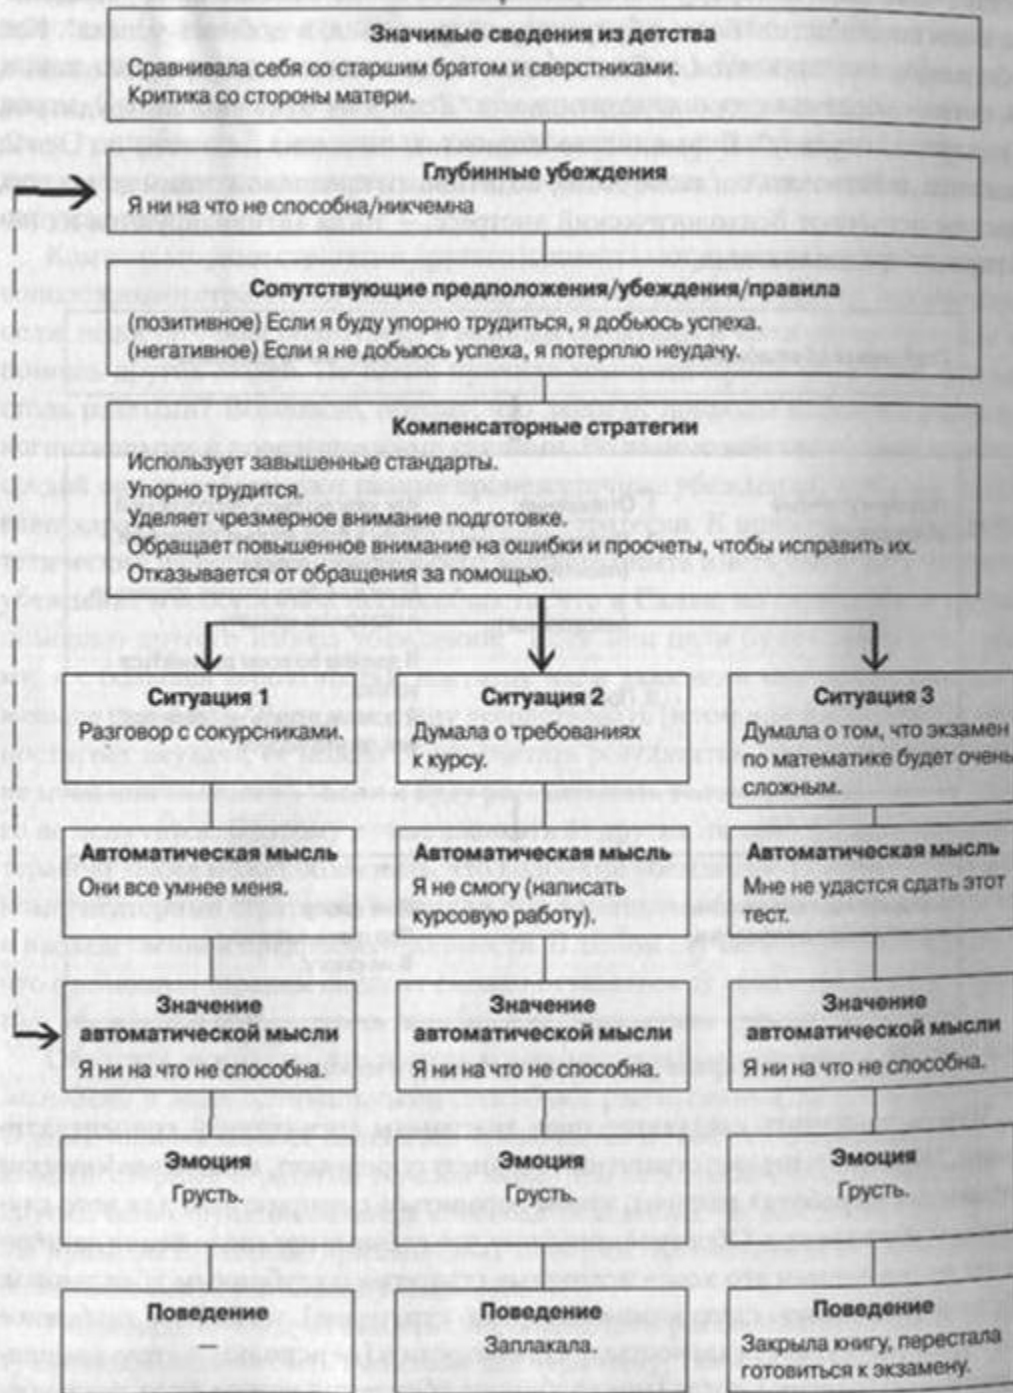 Значимые сведения из детства
Сравнивала себя со старшим братом и сверстниками.
Критика со стороны матери.
Глубинные убеждения
Я ни на что не способна/никчемна
Сопутствующие предположения/убеждения/правила
(позитивное) Если я буду упорно трудиться, я добьюсь успеха.
(негативное) Если я не добьюсь успеха, я потерплю неудачу.
Компенсаторные стратегии
Использует завышенные стандарты.
Упорно трудится.
Уделяет чрезмерное внимание подготовке.
Обращает повышенное внимание на ошибки и просчеты, чтобы исправить их.
Отказывается от обращения за помощью.
Ситуация 1
Разговор с сокурсниками.
Автоматическая мысль
Они все умнее меня.
Значение
автоматической мысли
Я ни на что не способна.
Эмоция
Грусть.
Поведение
—
Ситуация 2
Думала о требованиях
к курсу.
Автоматическая мысль
Я не смогу (написать
курсовую работу).
Значение
автоматической мысли
Я ни на что не способна.
Эмоция
Грусть.
Поведение
Заплакала.
Ситуация 3
Думала о том, что экзамен
по математике будет очень
сложным.
Автоматическая мысль
Мне не удастся сдать этот
тест.
Значение
автоматической мысли
Я ни на что не способна.
Эмоция
Грусть.
Поведение
Закрыла книгу, перестала
готовиться к экзамену.